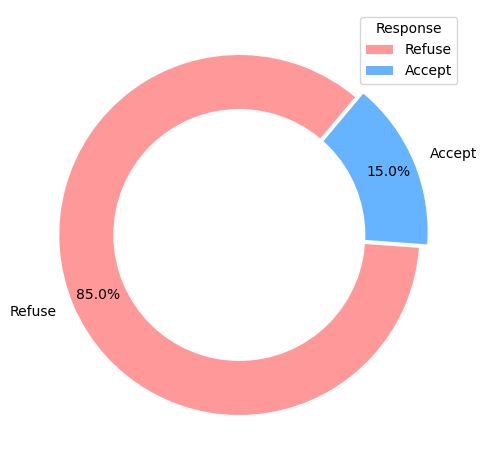 Response
Refuse
Accept
Accept
15.0%
85.0%
Refuse